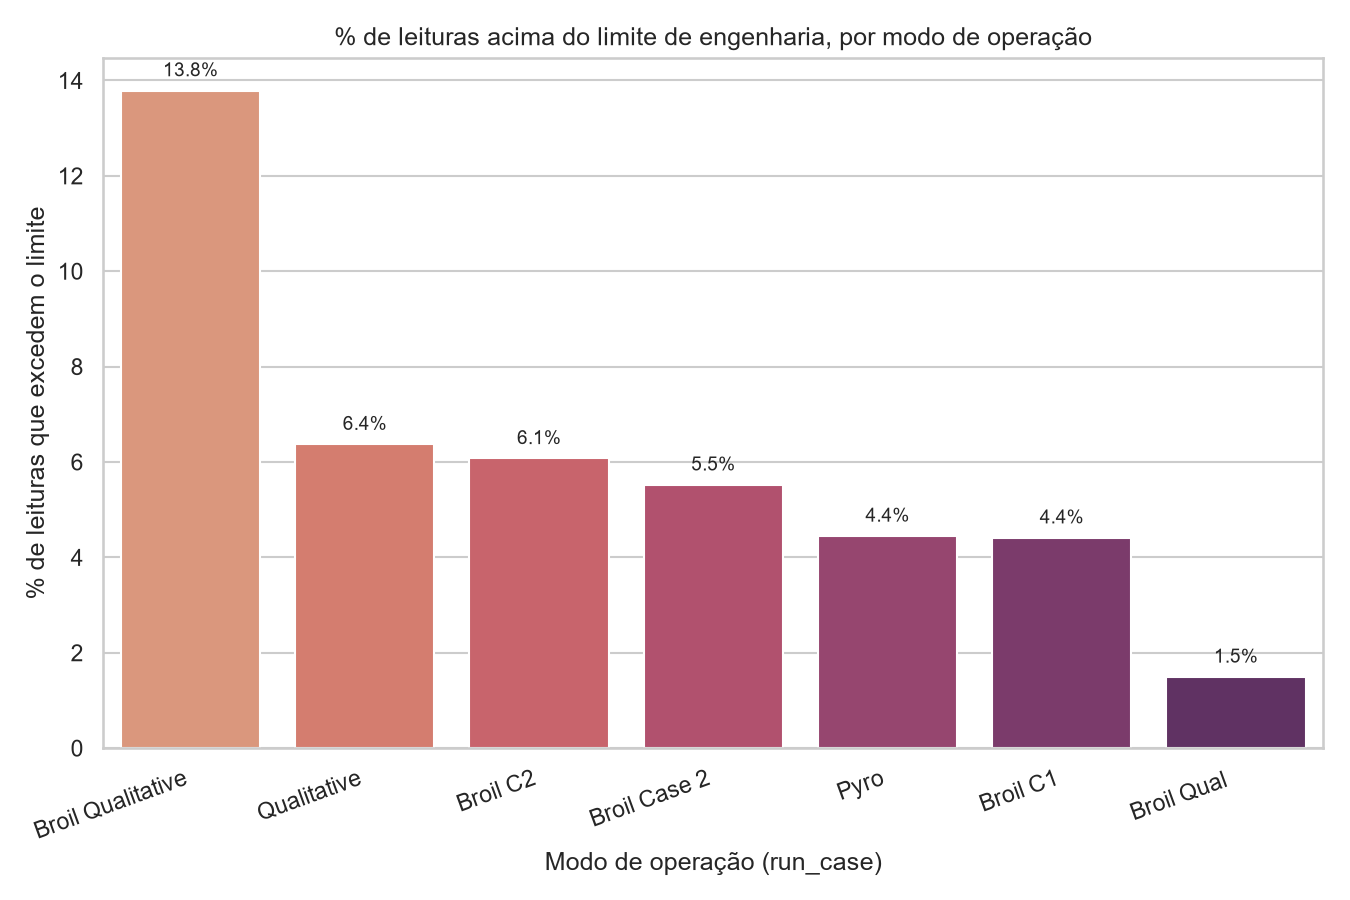 % de leituras acima do limite de engenharia, por modo de operação
% de leituras que excedem o limite
14
12
10
8
6
4
2
0
13.8%
6.4%
6.1%
5.5%
4.4%
4.4%
1.5%
Broil Qualitative
Qualitative
Broil C2
Broil Case 2
Pyro
Broil C1
Broil Qual
Modo de operação (run_case)